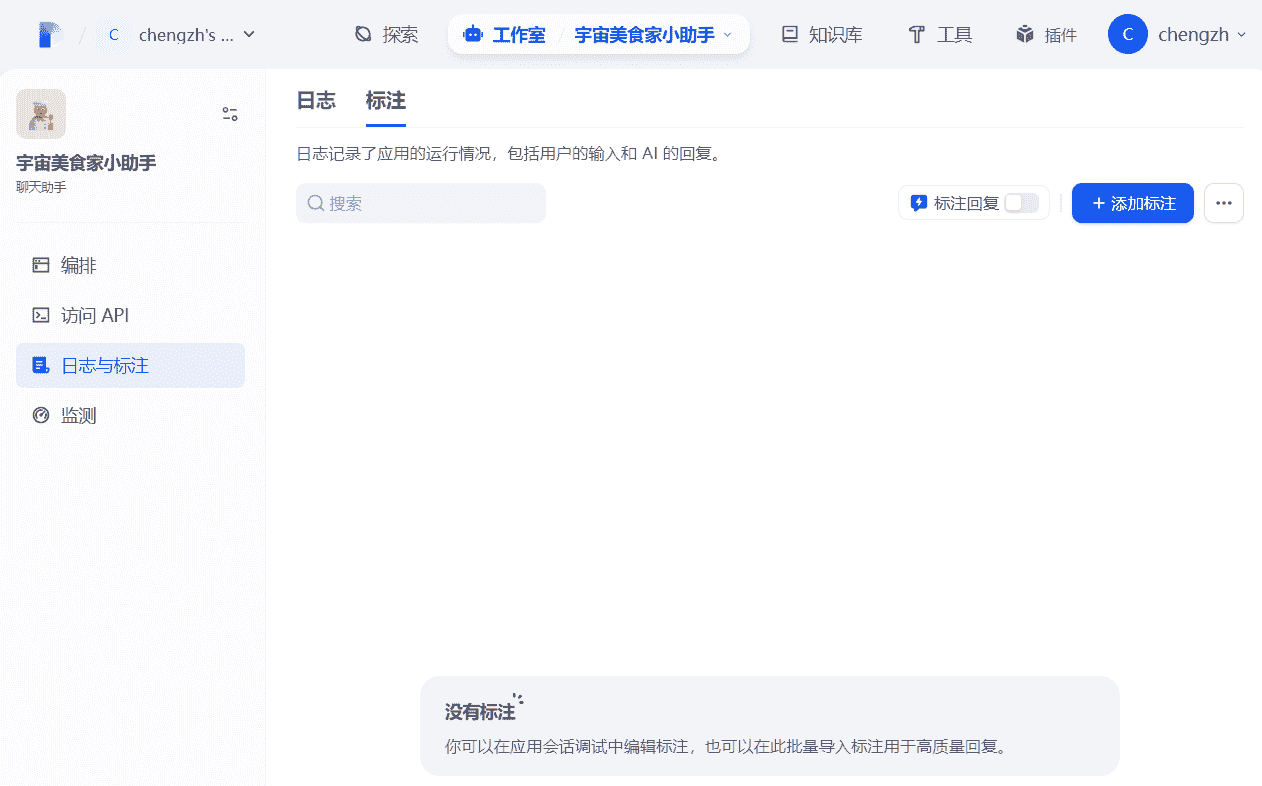 C chengzh's ... 探索 工作室 / 宇宙美食家小助手 知识库 工具 插件 C chengzh
宇宙美食家小助手
聊天助手
编排
访问 API
日志与标注
监测
日志 标注
日志记录了应用的运行情况，包括用户的输入和 AI 的回复。
搜索 标注回复 + 添加标注 ···
没有标注
你可以在应用会话调试中编辑标注，也可以在此批量导入标注用于高质量回复。